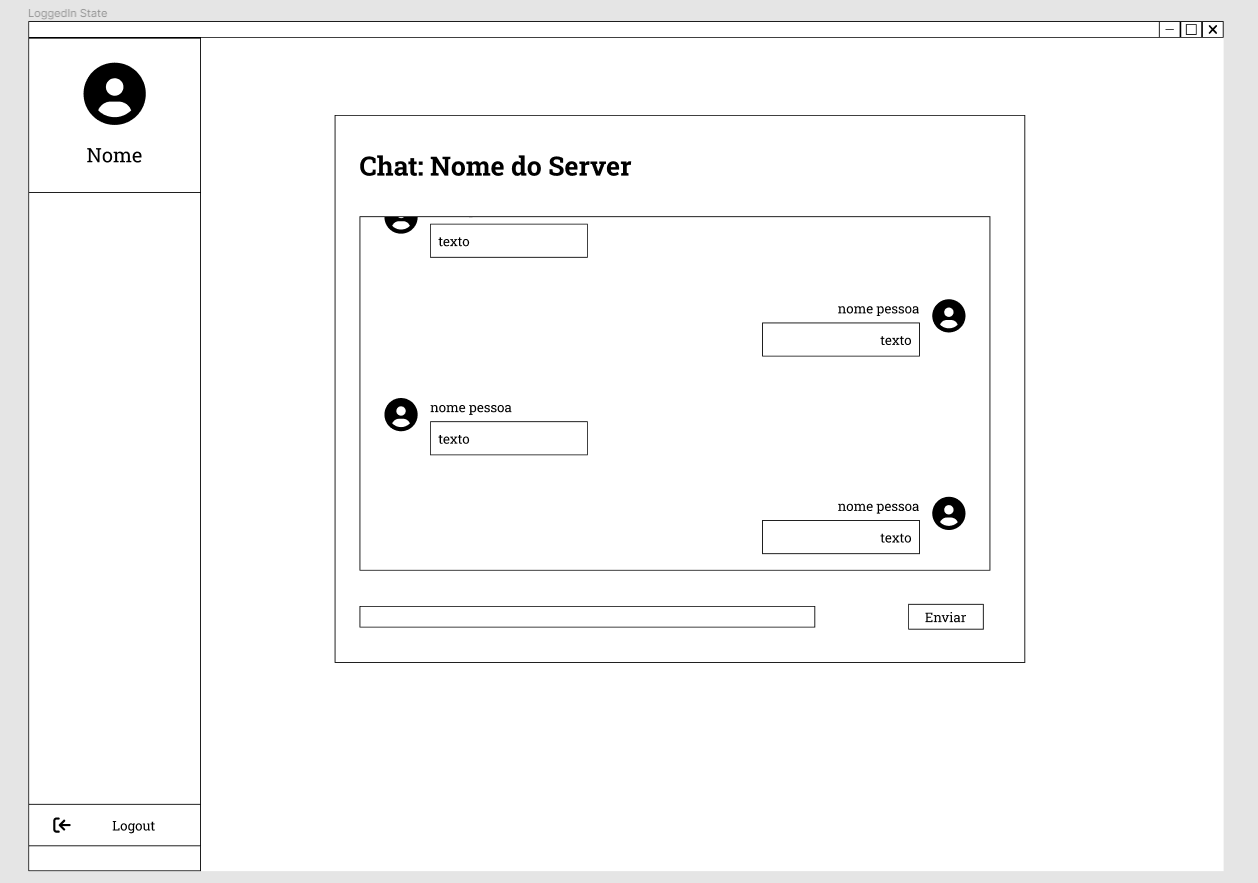 LoggedIn State
Nome
Chat: Nome do Server
texto
nome pessoa
texto
nome pessoa
texto
nome pessoa
texto
Enviar
Logout